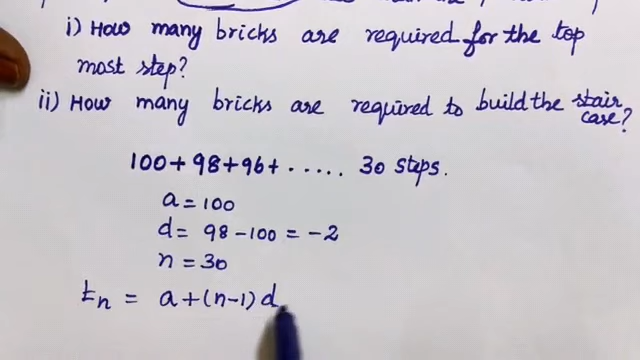 i) How many bricks are required for the top
most step?
ii) How many bricks are required to build the stair
case?
100+98+96+...... 30 steps.
a = 100
d = 98-100 = -2
n = 30
tn = a+(n-1)d